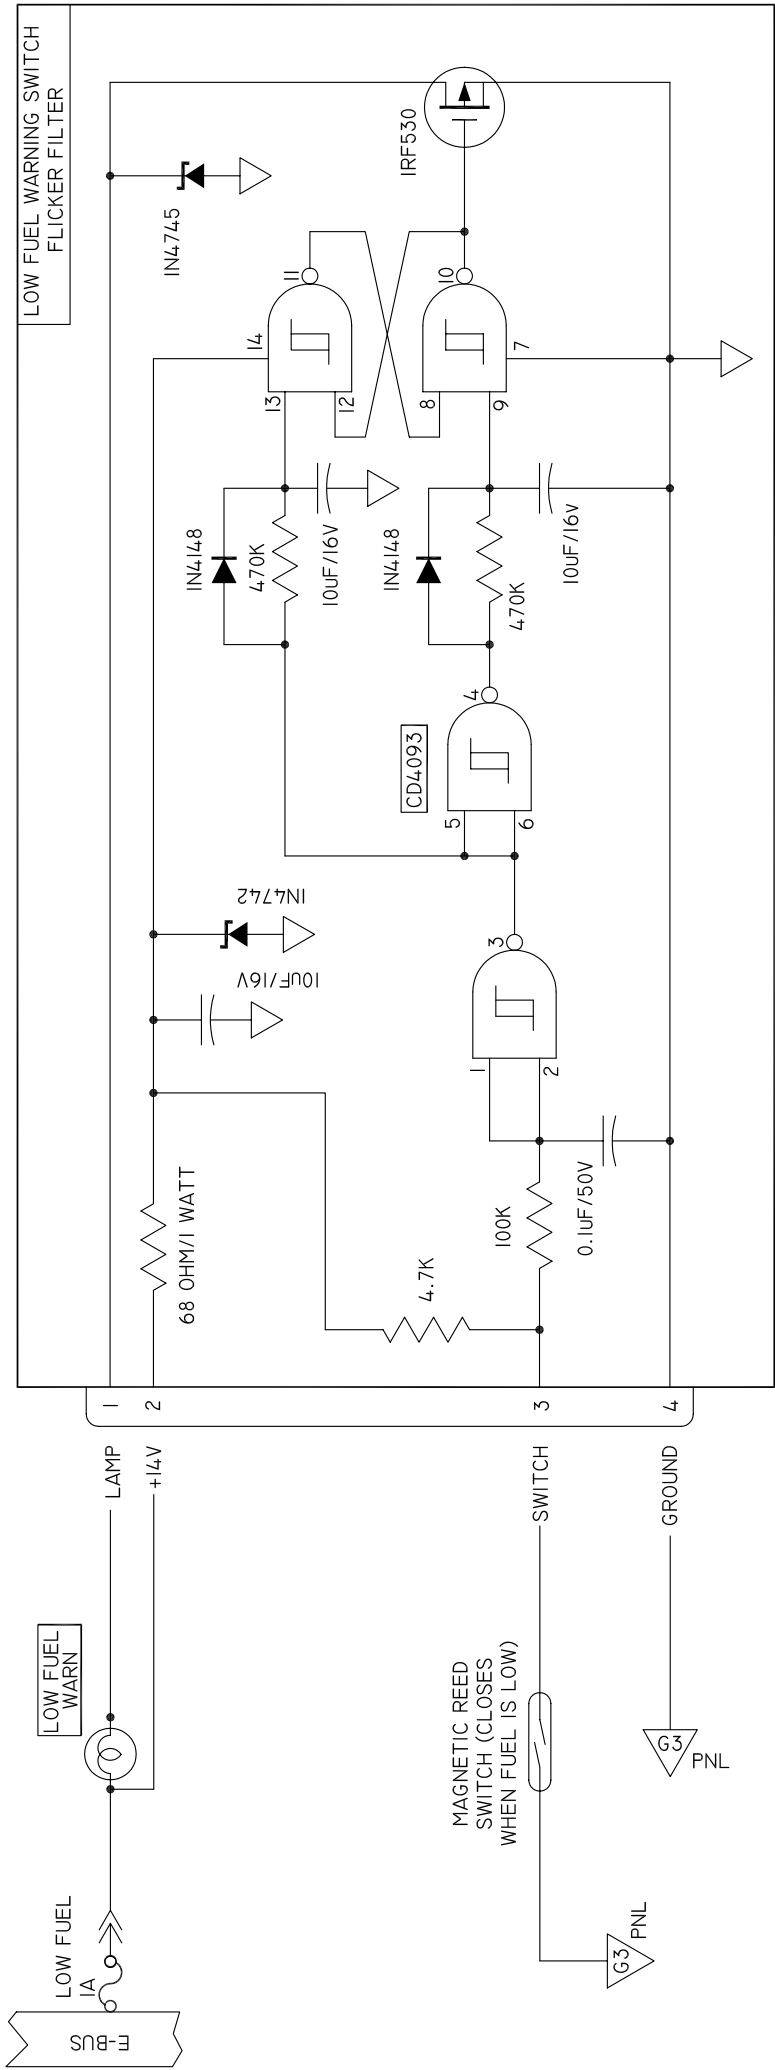 LOW FUEL WARNING SWITCH
FLICKER FILTER
IN4745
IRF530
14
13
12
11
10
8
9
7
IN4148
470K
10uF/16V
IN4148
470K
10uF/16V
CD4093
4
5
6
IN4742
10uF/16V
3
1
2
68 OHM/1 WATT
4.7K
100K
0.1uF/50V
1
2
3
4
LAMP
+14V
SWITCH
GROUND
LOW FUEL
WARN
MAGNETIC REED
SWITCH (CLOSES
WHEN FUEL IS LOW)
G3
PNL
G3
PNL
LOW FUEL
1A
E-BUS